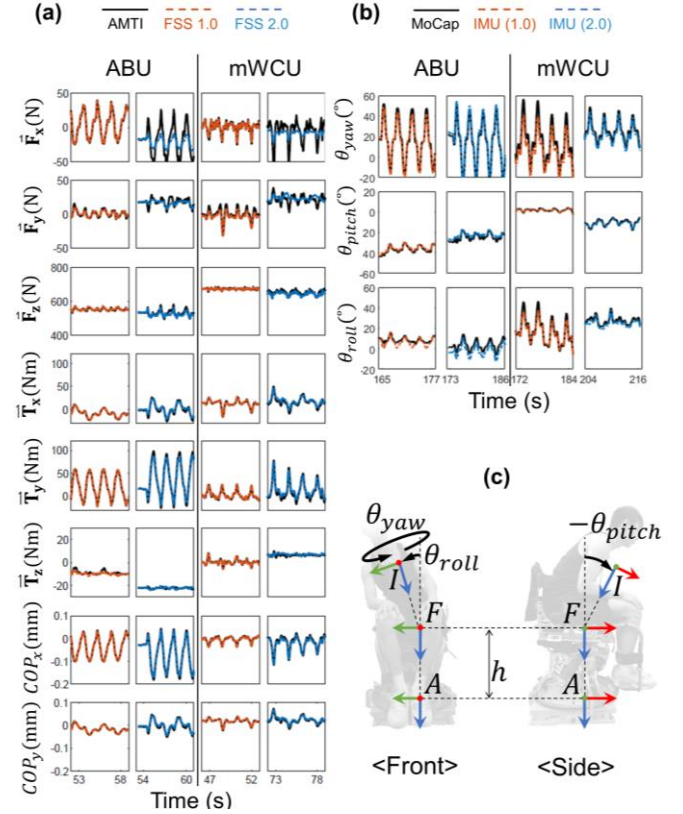 (a)
AMTI FSS 1.0 FSS 2.0
ABU mWCU
F⃗x(N)
50
0
-50
F⃗y(N)
50
0
50
F⃗z(N)
800
600
400
T⃗x(Nm)
100
50
0
T⃗y(Nm)
100
50
0
T⃗z(Nm)
20
0
-20
COPx(mm)
0.1
0
-0.1
0.2
COPy(mm)
0.1
0
-0.1
-0.2
53 58 54 60 47 52 73 78
Time (s)
(b)
MoCap IMU (1.0) IMU (2.0)
ABU mWCU
θyaw(°)
60
40
20
0
-20
θpitch(°)
20
0
-20
40
-60
θroll(°)
60
40
20
0
-20
165 177 173 186 172 184 204 216
Time (s)
(c)
θyaw −θpitch
θroll
I I
F F
h
A A
<Front> <Side>